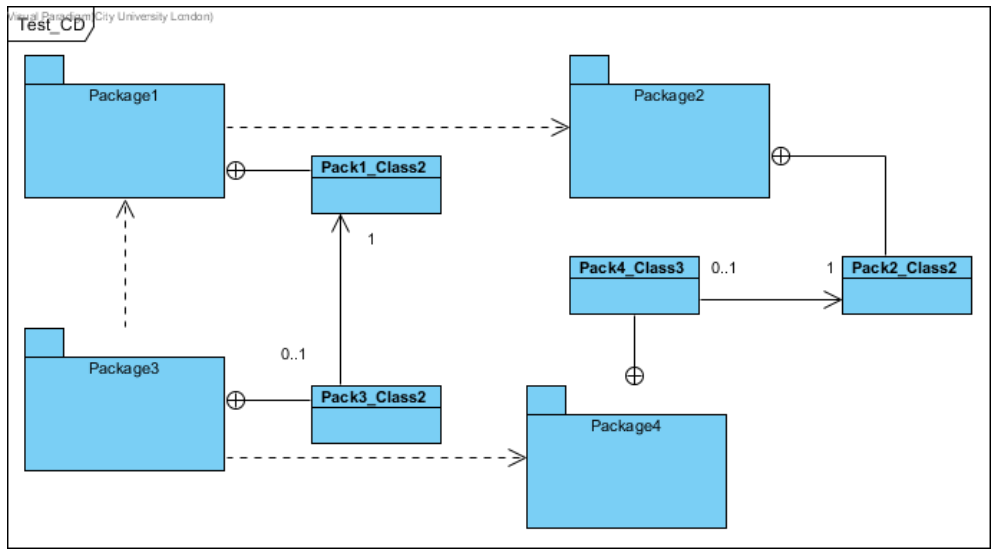 Visual Paradigm(City University London)
Test_CD
Package1
Package2
Pack1_Class2
1
Pack4_Class3
0..1
1
Pack2_Class2
0..1
Package3
Pack3_Class2
Package4